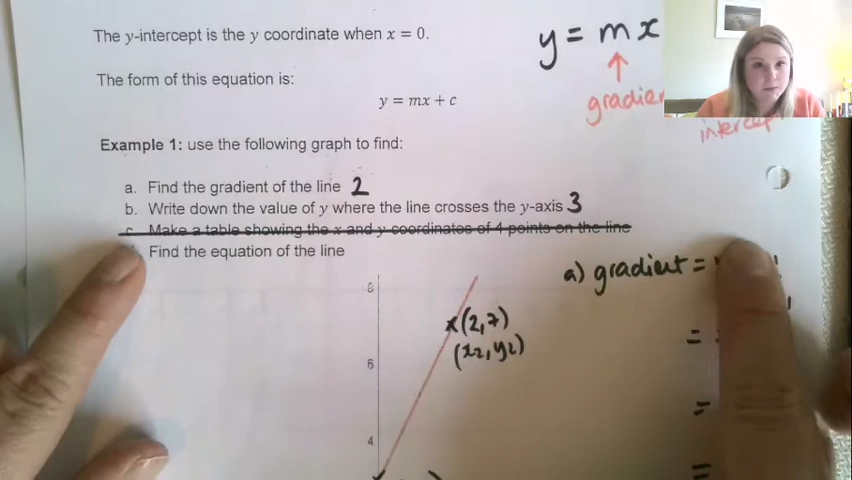 The y-intercept is the y coordinate when x = 0.
y = mx
The form of this equation is:
gradien
y = mx + c
intercept
Example 1: use the following graph to find:
a. Find the gradient of the line 2
b. Write down the value of y where the line crosses the y-axis 3
c. Make a table showing the x and y coordinates of 4 points on the line
Find the equation of the line
a) gradient =
8
x (2,7)
(x2, y2)
=
6
=
4
=